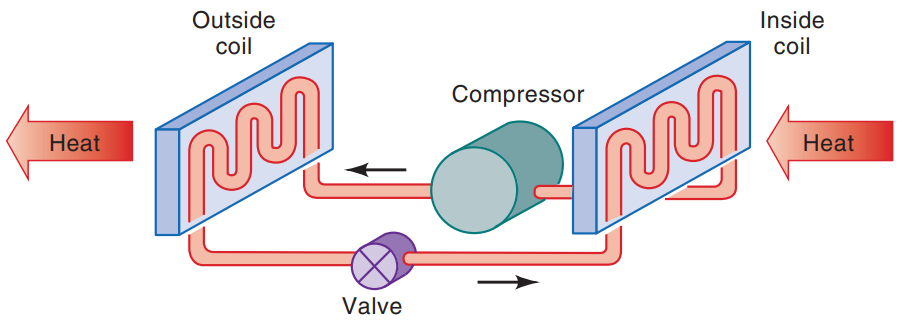 Outside
coil
Inside
coil
Compressor
Heat
Heat
Valve